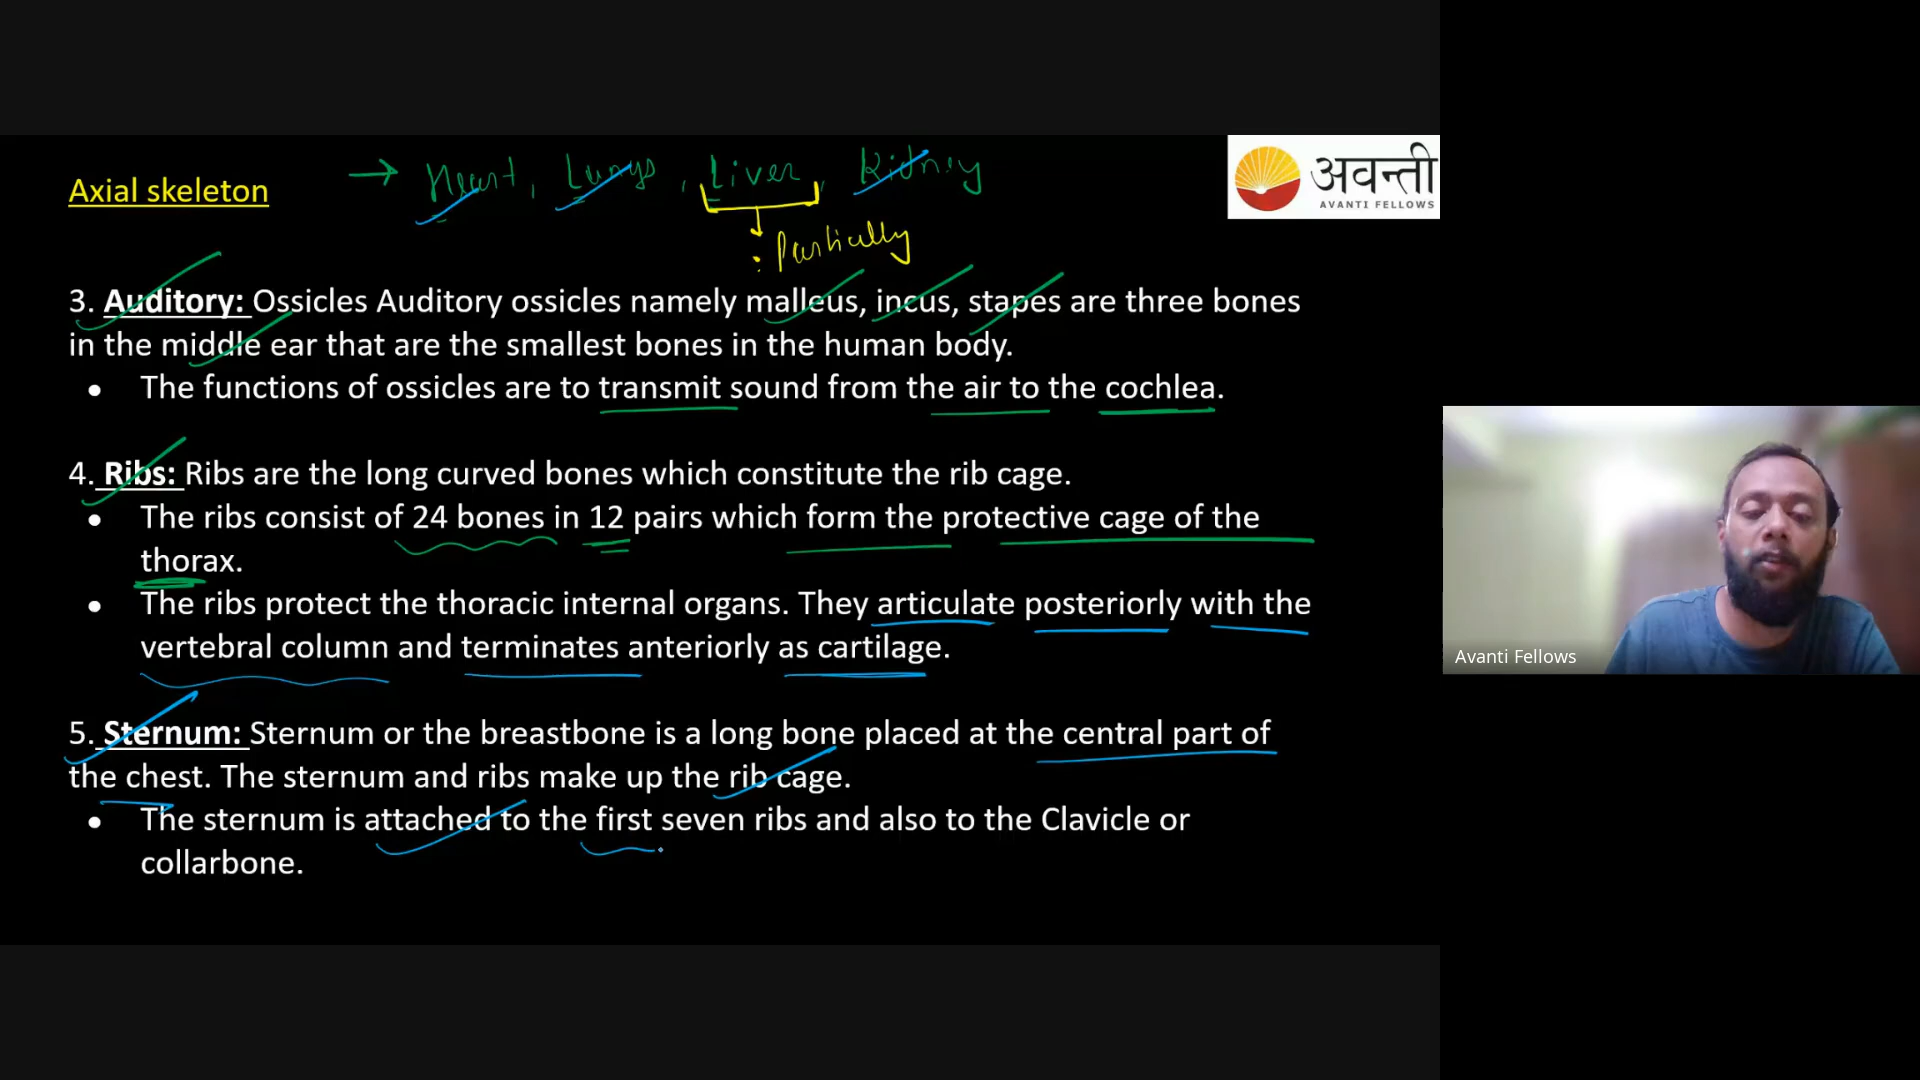 Axial skeleton → Heart, Lungs, Liver, Kidney
: Partially
अवन्ती
AVANTI FELLOWS
3. Auditory: Ossicles Auditory ossicles namely malleus, incus, stapes are three bones
in the middle ear that are the smallest bones in the human body.
• The functions of ossicles are to transmit sound from the air to the cochlea.
4. Ribs: Ribs are the long curved bones which constitute the rib cage.
• The ribs consist of 24 bones in 12 pairs which form the protective cage of the
thorax.
• The ribs protect the thoracic internal organs. They articulate posteriorly with the
vertebral column and terminates anteriorly as cartilage.
5. Sternum: Sternum or the breastbone is a long bone placed at the central part of
the chest. The sternum and ribs make up the rib cage.
• The sternum is attached to the first seven ribs and also to the Clavicle or
collarbone.
Avanti Fellows